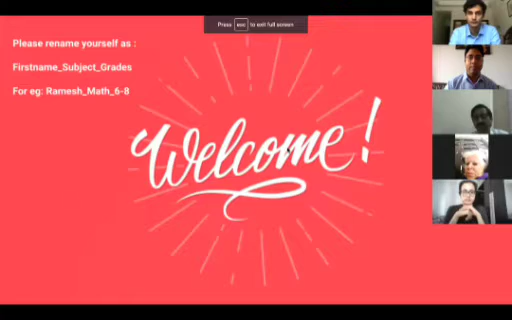 Press esc to exit full screen
Please rename yourself as :
Firstname_Subject_Grades
For eg: Ramesh_Math_6-8
Welcome!